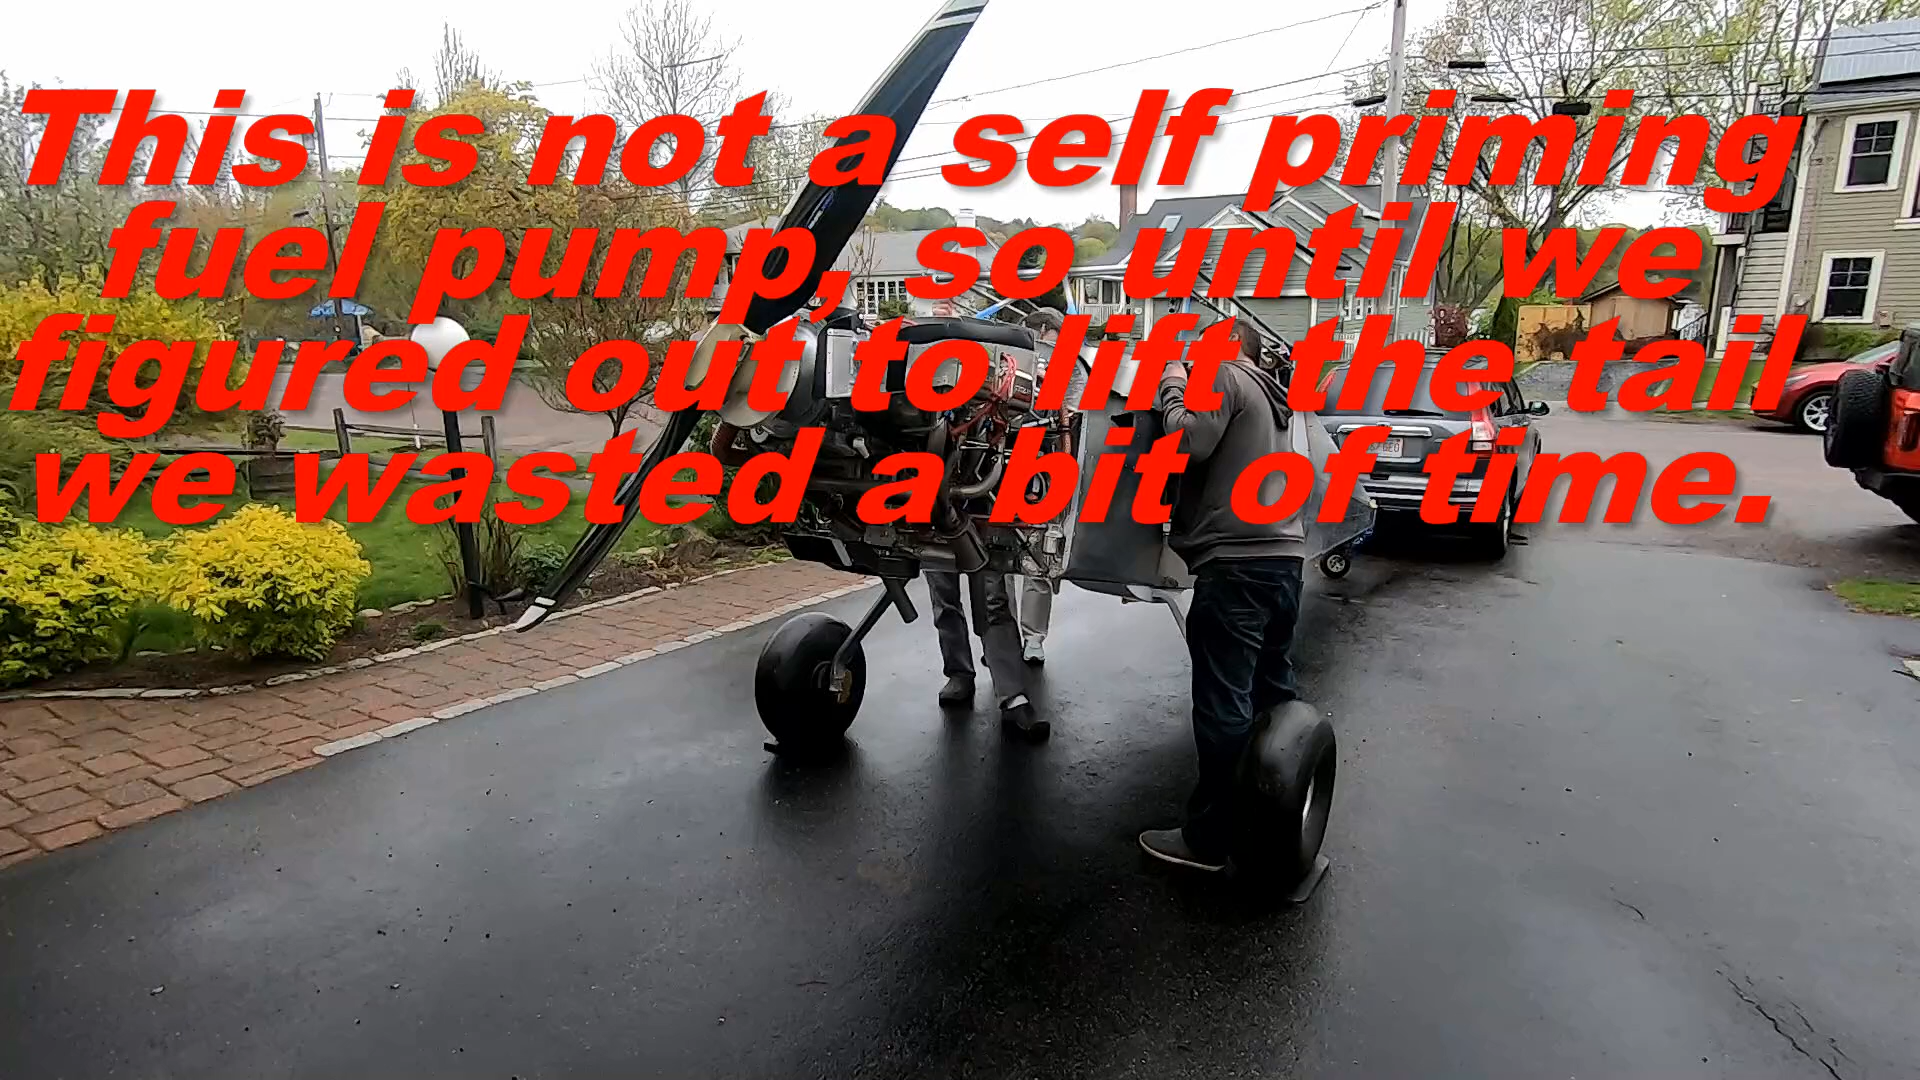 This is not a self priming
fuel pump, so until we
figured out to lift the tail
we wasted a bit of time.